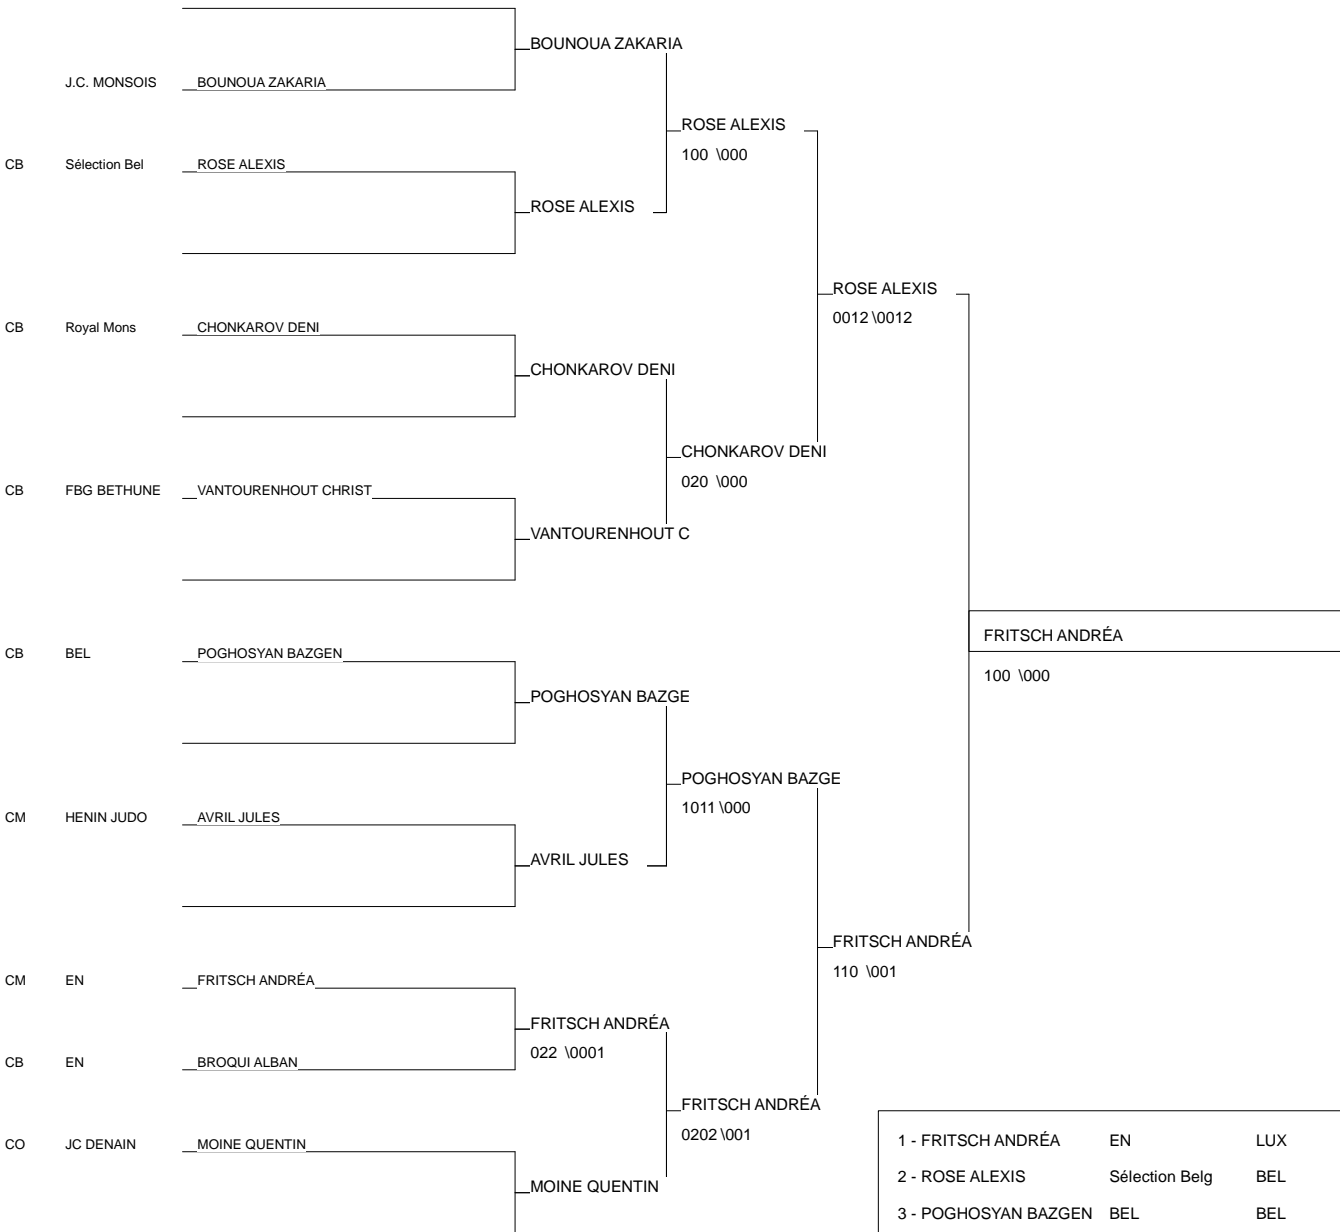 BOUNOUA ZAKARIA
J.C. MONSOIS BOUNOUA ZAKARIA
ROSE ALEXIS
100 \000
CB Sélection Bel ROSE ALEXIS
ROSE ALEXIS
ROSE ALEXIS
0012 \0012
CB Royal Mons CHONKAROV DENI
CHONKAROV DENI
CHONKAROV DENI
020 \000
CB FBG BETHUNE VANTOURENHOUT CHRIST
VANTOURENHOUT C
FRITSCH ANDRÉA
100 \000
CB BEL POGHOSYAN BAZGEN
POGHOSYAN BAZGE
POGHOSYAN BAZGE
1011 \000
CM HENIN JUDO AVRIL JULES
AVRIL JULES
FRITSCH ANDRÉA
110 \001
CM EN FRITSCH ANDRÉA
FRITSCH ANDRÉA
022 \0001
CB EN BROQUI ALBAN
FRITSCH ANDRÉA
0202 \001
CO JC DENAIN MOINE QUENTIN
MOINE QUENTIN
1 - FRITSCH ANDRÉA EN LUX
2 - ROSE ALEXIS Sélection Belg BEL
3 - POGHOSYAN BAZGEN BEL BEL